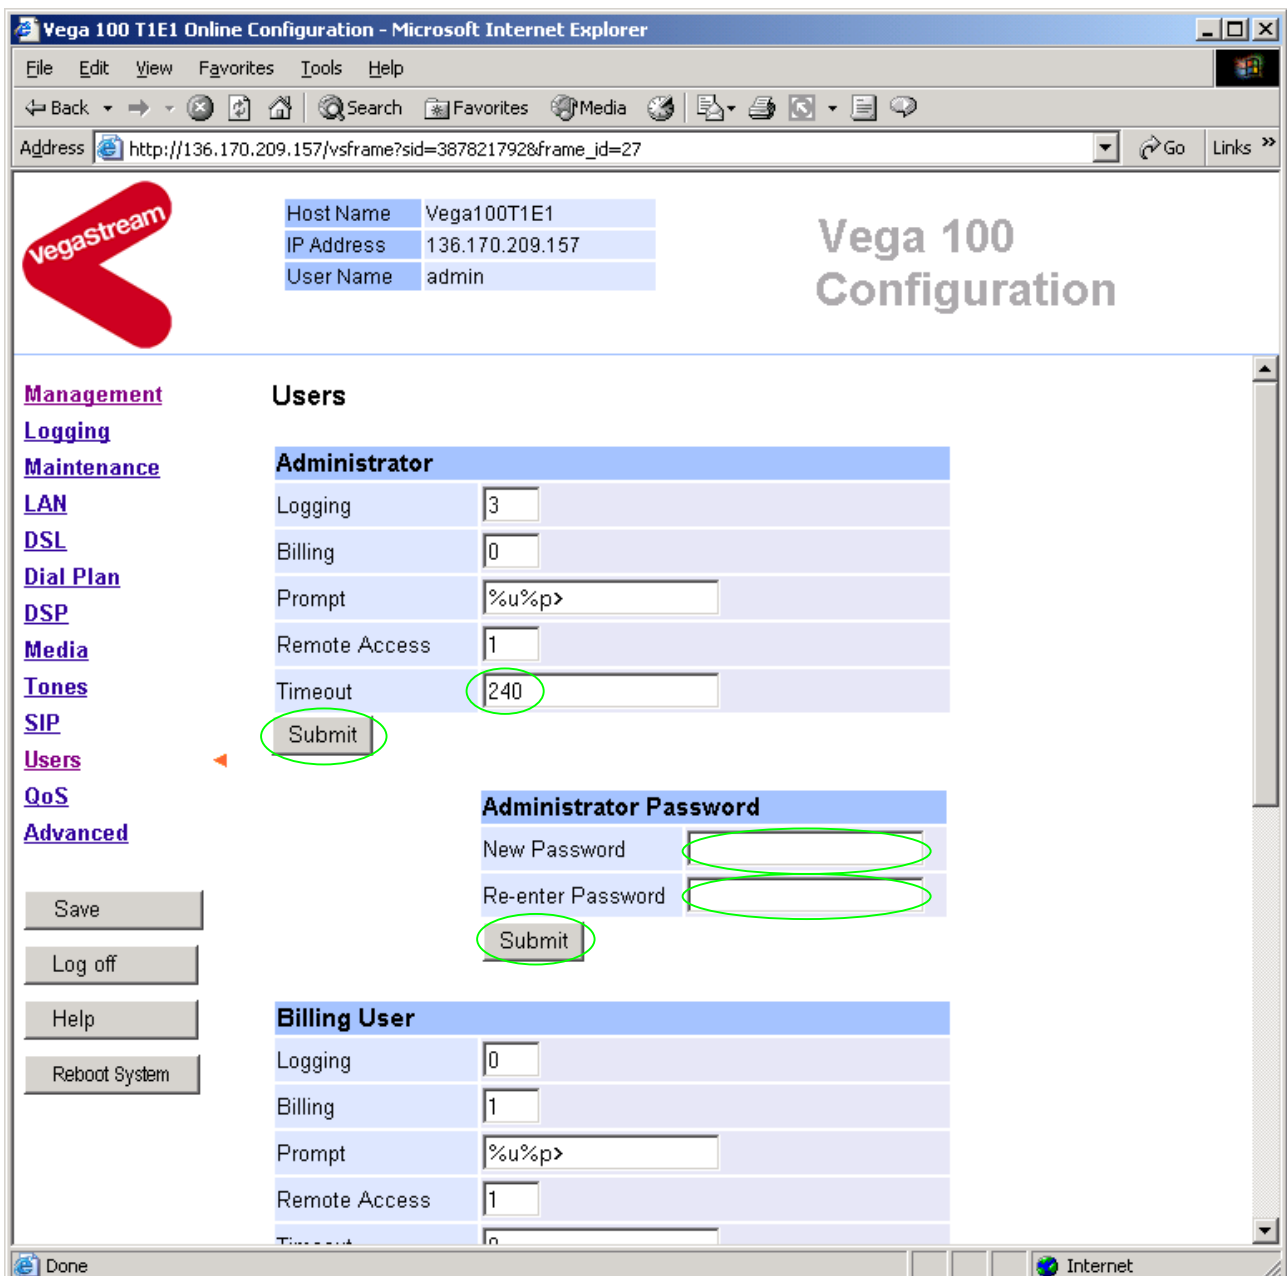 Vega 100 T1E1 Online Configuration - Microsoft Internet Explorer
File Edit View Favorites Tools Help
Back Search Favorites Media
Address http://136.170.209.157/vsframe?sid=387821792&frame_id=27 Go Links »
vegastream
Host Name Vega100T1E1
IP Address 136.170.209.157
User Name admin
Vega 100
Configuration
Management
Logging
Maintenance
LAN
DSL
Dial Plan
DSP
Media
Tones
SIP
Users
QoS
Advanced
Save
Log off
Help
Reboot System
Users
Administrator
Logging 3
Billing 0
Prompt %u%p>
Remote Access 1
Timeout 240
Submit
Administrator Password
New Password
Re-enter Password
Submit
Billing User
Logging 0
Billing 1
Prompt %u%p>
Remote Access 1
Timeout 0
Done Internet